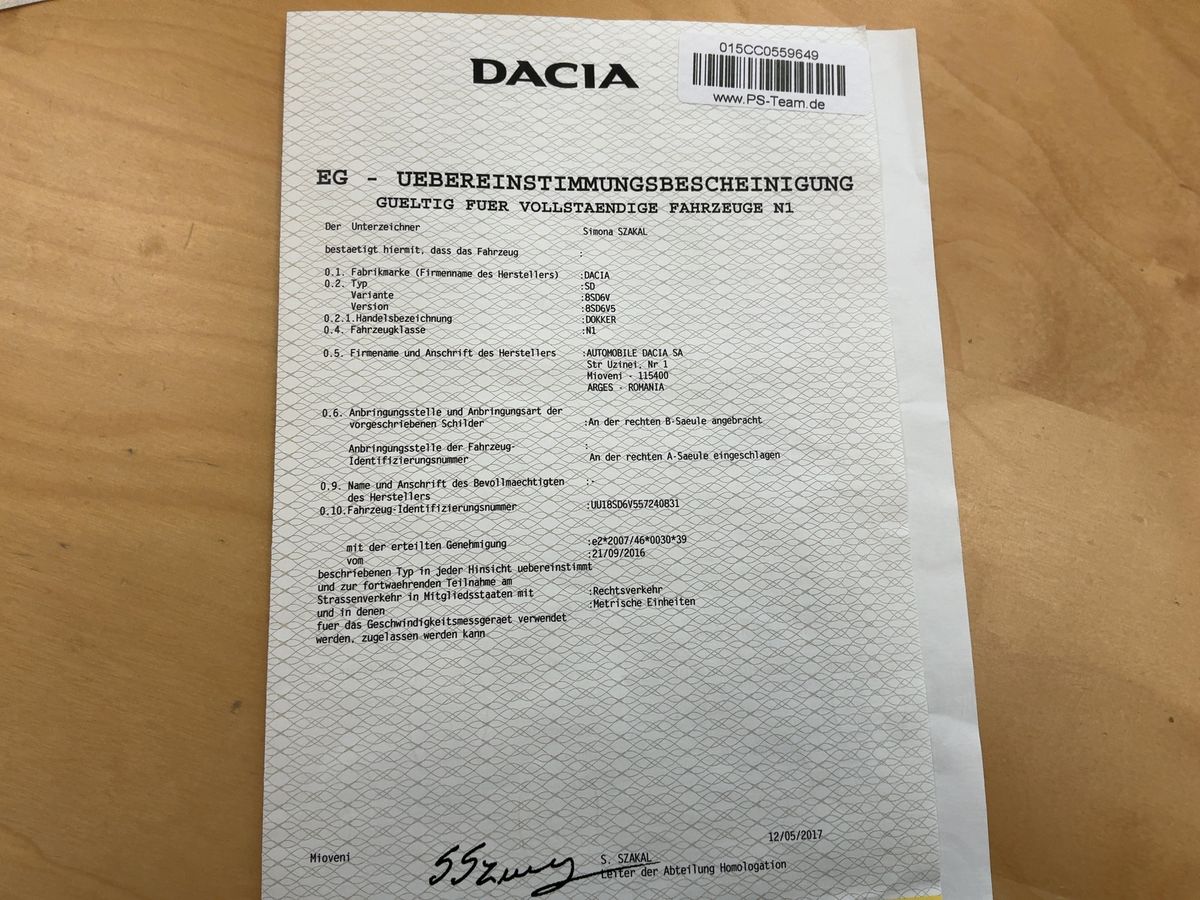 DACIA
015CC0559649
www.PS-Team.de
EG - UEBEREINSTIMMUNGSBESCHEINIGUNG
GUELTIG FUER VOLLSTAENDIGE FAHRZEUGE N1
Der Unterzeichner Simona SZAKAL
bestaetigt hiermit, dass das Fahrzeug :
0.1. Fabrikmarke (Firmenname des Herstellers) :DACIA
0.2. Typ :SD
Variante :8SD6V
Version :8SD6V5
0.2.1.Handelsbezeichnung :DOKKER
0.4. Fahrzeugklasse :N1
0.5. Firmename und Anschrift des Herstellers :AUTOMOBILE DACIA SA
Str Uzinei, Nr 1
Mioveni - 115400
ARGES - ROMANIA
0.6. Anbringungsstelle und Anbringungsart der
vorgeschriebenen Schilder :An der rechten B-Saeule angebracht
Anbringungsstelle der Fahrzeug- :
Identifizierungsnummer An der rechten A-Saeule eingeschlagen
0.9. Name und Anschrift des Bevollmaechtigten :-
des Herstellers
0.10.Fahrzeug-Identifizierungsnummer :UU18SD6V557240831
mit der erteilten Genehmigung :e2*2007/46*0030*39
vom :21/09/2016
beschriebenen Typ in jeder Hinsicht uebereinstimmt
und zur fortwaehrenden Teilnahme am
Strassenverkehr in Mitgliedsstaaten mit :Rechtsverkehr
und in denen :Metrische Einheiten
fuer das Geschwindigkeitsmessgeraet verwendet
werden, zugelassen werden kann
12/05/2017
Mioveni S. SZAKAL
Leiter der Abteilung Homologation